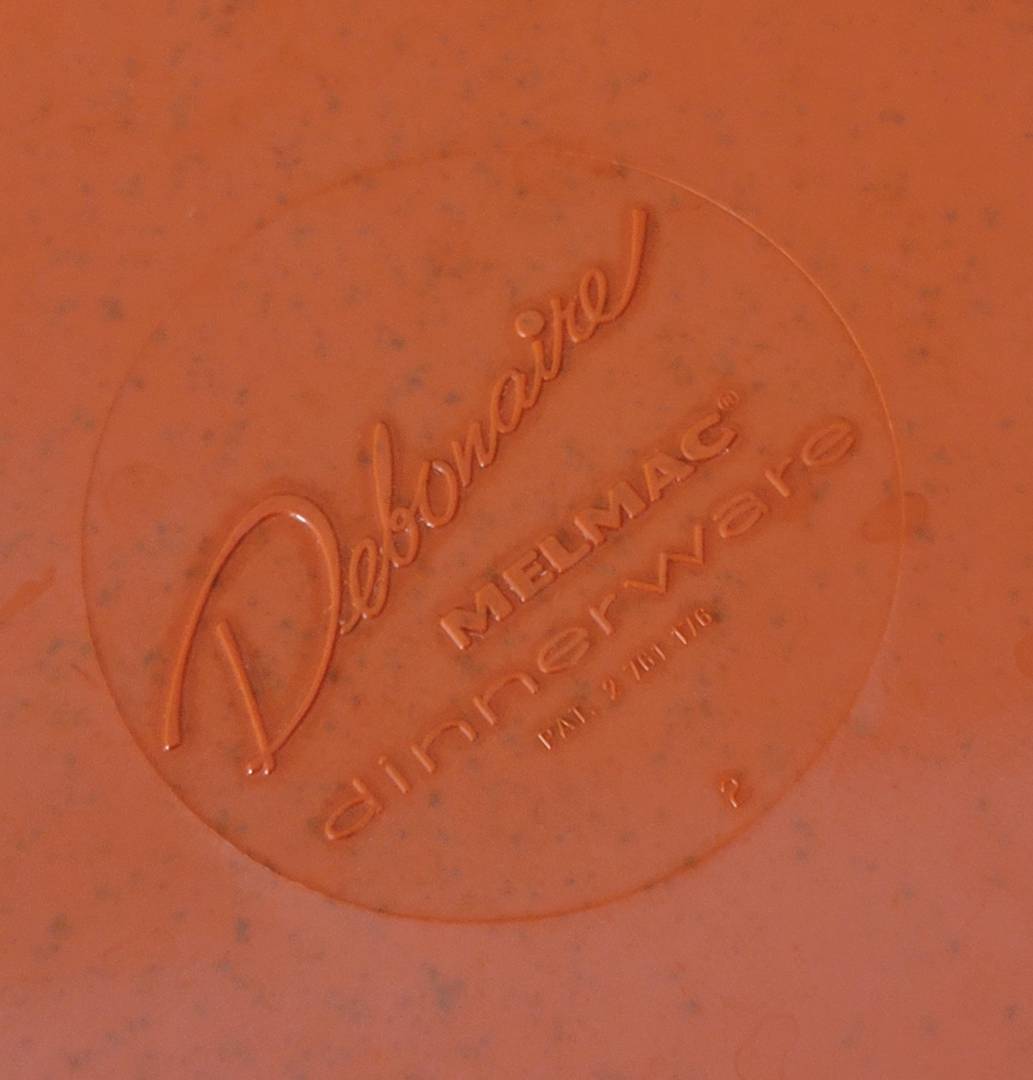 Debonaire
MELMAC®
dinnerware
PAT. 2 761 176
2